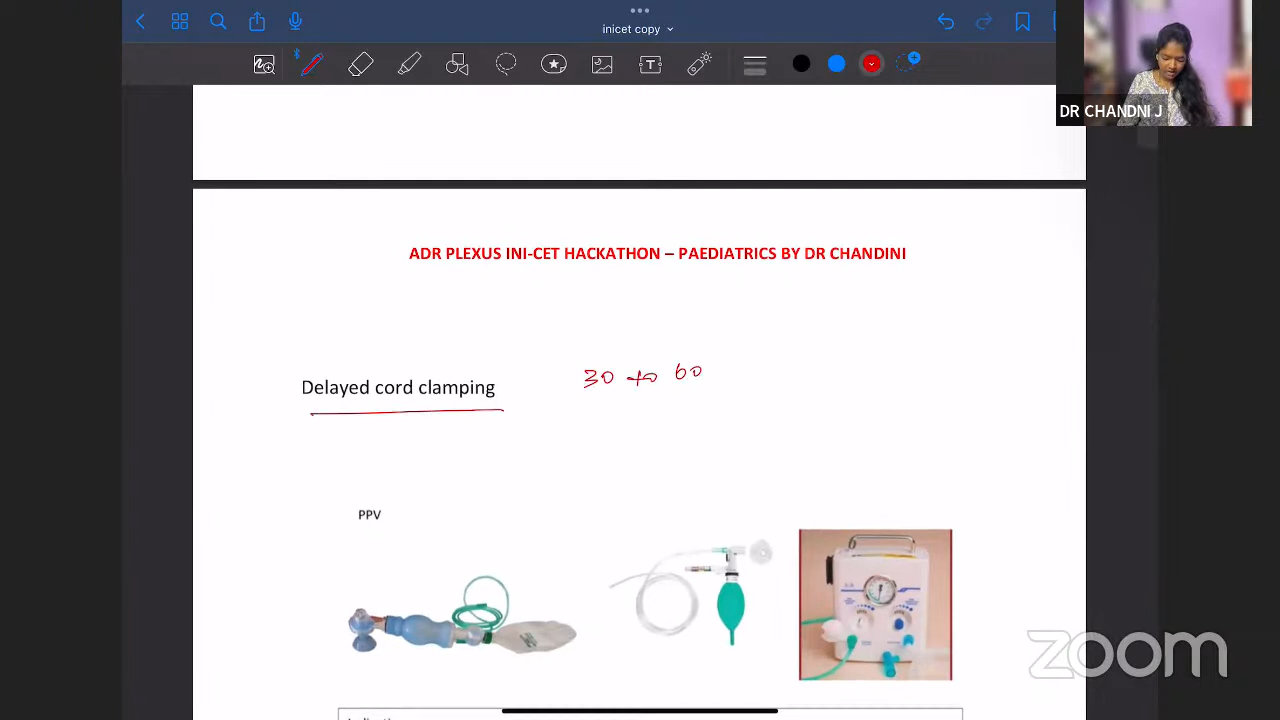 inicet copy
DR CHANDNI J
ADR PLEXUS INI-CET HACKATHON – PAEDIATRICS BY DR CHANDINI
30 to 60
Delayed cord clamping
PPV
zoom